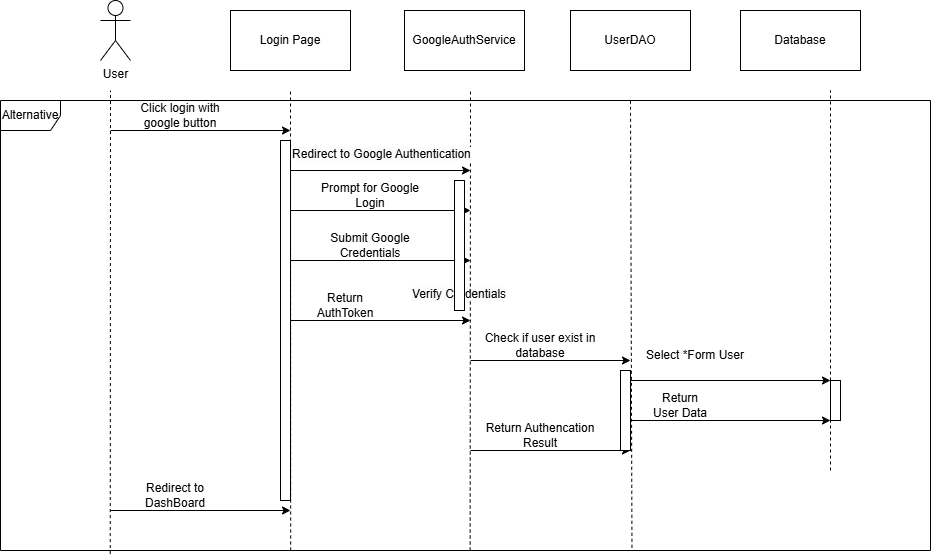 User
Login Page
GoogleAuthService
UserDAO
Database
Alternative
Click login with
google button
Redirect to Google Authentication
Prompt for Google
Login
Submit Google
Credentials
Verify C dentials
Return
AuthToken
Check if user exist in
database
Select *Form User
Return
User Data
Return Authencation
Result
Redirect to
DashBoard